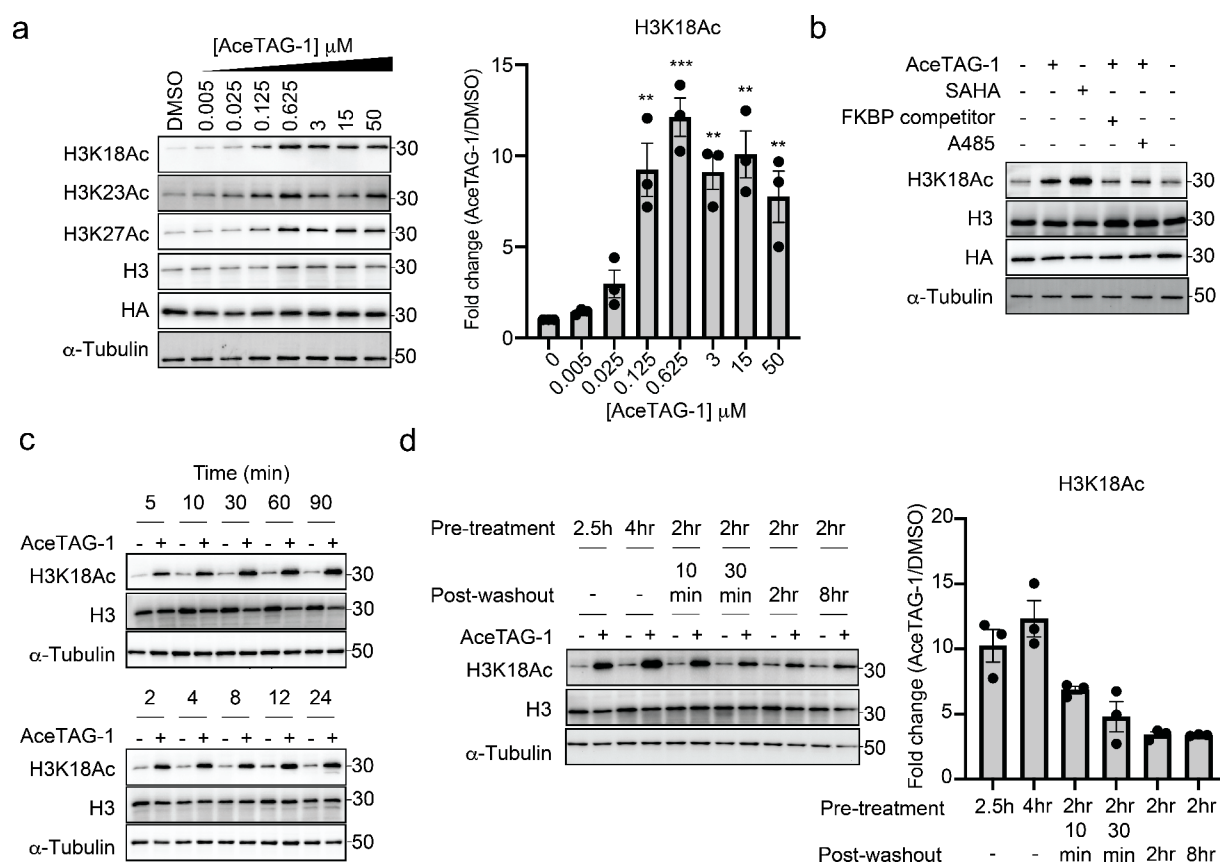 a
[AceTAG-1] μM
DMSO
0.005
0.025
0.125
0.625
3
15
50
H3K18Ac
30
H3K23Ac
30
H3K27Ac
30
H3
30
HA
30
α-Tubulin
50
H3K18Ac
Fold change (AceTAG-1/DMSO)
15
10
5
0
** *** ** ** **
0 0.005 0.025 0.125 0.625 3 15 50
[AceTAG-1] μM
b
AceTAG-1 - + - + + -
SAHA - - + - - -
FKBP competitor - - - + - -
A485 - - - - + -
H3K18Ac 30
H3 30
HA 30
α-Tubulin 50
c
Time (min)
5 10 30 60 90
AceTAG-1 - + - + - + - + - +
H3K18Ac 30
H3 30
α-Tubulin 50
2 4 8 12 24
AceTAG-1 - + - + - + - + - +
H3K18Ac 30
H3 30
α-Tubulin 50
d
Pre-treatment 2.5h 4hr 2hr 2hr 2hr 2hr
10 30
Post-washout - - min min 2hr 8hr
AceTAG-1 - + - + - + - + - + - +
H3K18Ac 30
H3 30
α-Tubulin 50
H3K18Ac
Fold change (AceTAG-1/DMSO)
20
15
10
5
0
Pre-treatment 2.5h 4hr 2hr 2hr 2hr 2hr
10 30
Post-washout - - min min 2hr 8hr